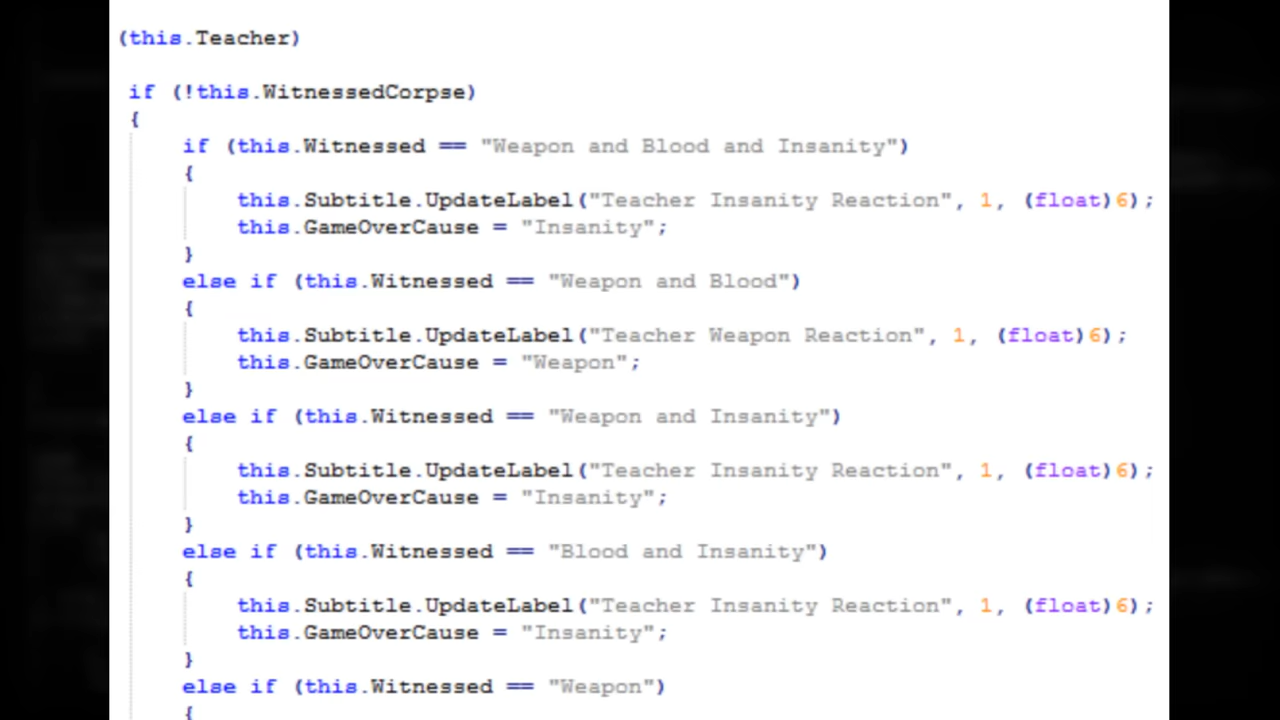 (this.Teacher)
if (!this.WitnessedCorpse)
{
if (this.Witnessed == "Weapon and Blood and Insanity")
{
this.Subtitle.UpdateLabel("Teacher Insanity Reaction", 1, (float)6);
this.GameOverCause = "Insanity";
}
else if (this.Witnessed == "Weapon and Blood")
{
this.Subtitle.UpdateLabel("Teacher Weapon Reaction", 1, (float)6);
this.GameOverCause = "Weapon";
}
else if (this.Witnessed == "Weapon and Insanity")
{
this.Subtitle.UpdateLabel("Teacher Insanity Reaction", 1, (float)6);
this.GameOverCause = "Insanity";
}
else if (this.Witnessed == "Blood and Insanity")
{
this.Subtitle.UpdateLabel("Teacher Insanity Reaction", 1, (float)6);
this.GameOverCause = "Insanity";
}
else if (this.Witnessed == "Weapon")
{